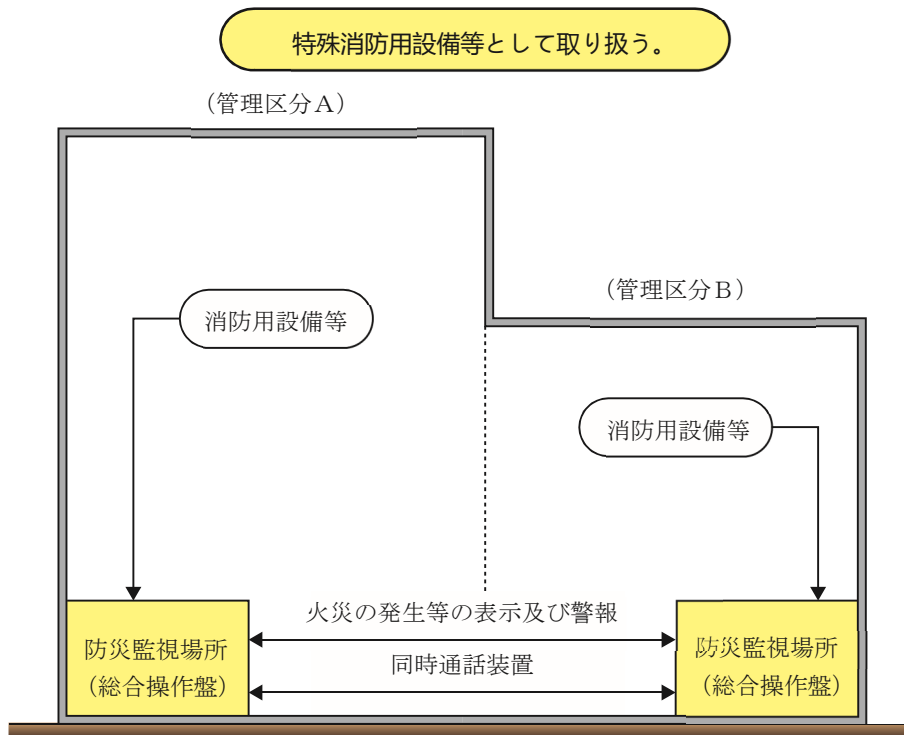 特殊消防用設備等として取り扱う。
（管理区分Ａ）
（管理区分Ｂ）
消防用設備等
消防用設備等
火災の発生等の表示及び警報
防災監視場所
（総合操作盤）
同時通話装置
防災監視場所
（総合操作盤）